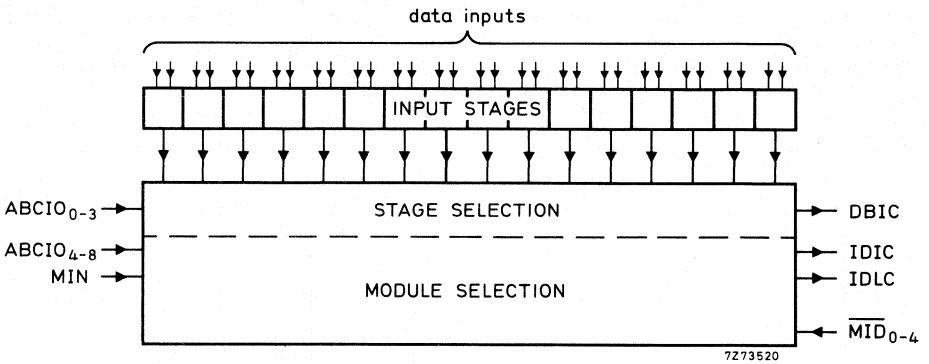 data inputs
INPUT STAGES
ABCIO0-3
STAGE SELECTION
DBIC
ABCIO4-8
IDIC
MIN
IDLC
MODULE SELECTION
MID0-4
7Z73520